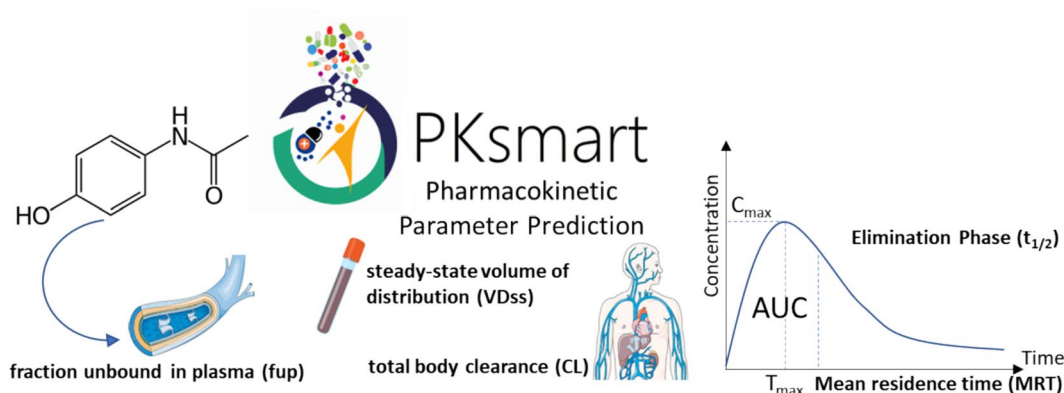 H
N
O
HO
PKsmart
Pharmacokinetic
Parameter Prediction
steady-state volume of
distribution (VDss)
total body clearance (CL)
fraction unbound in plasma (fup)
Concentration
Cmax
Elimination Phase (t1/2)
AUC
Time
Tmax
Mean residence time (MRT)